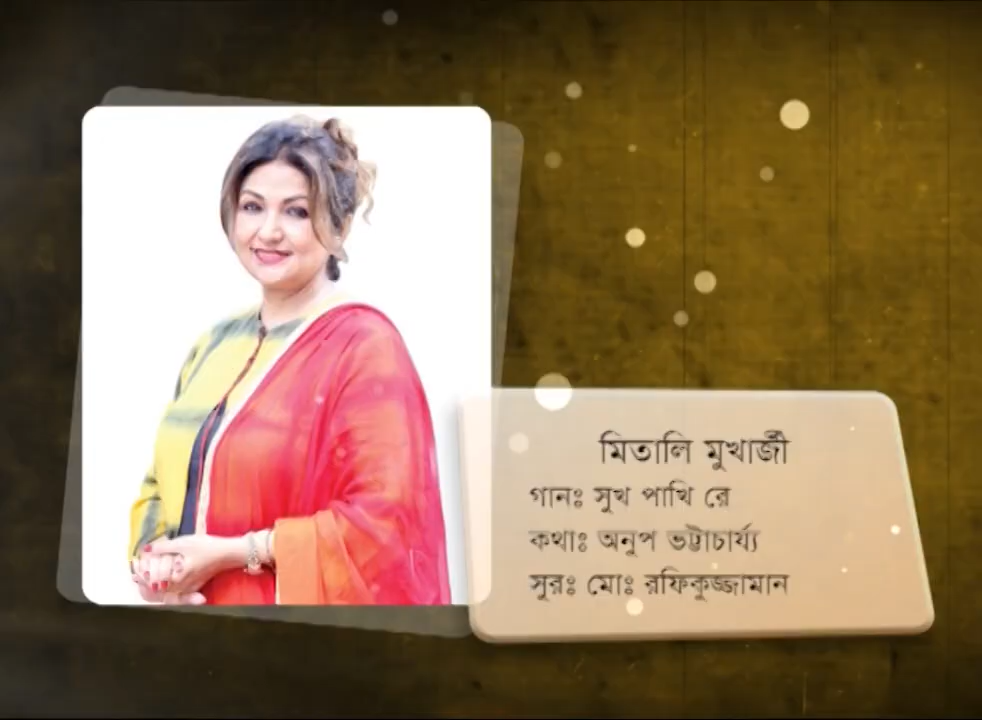 মিতালি মুখার্জী
গানঃ সুখ পাখি রে
কথাঃ অনুপ ভট্টাচার্য্য
সুরঃ মোঃ রফিকুজ্জামান